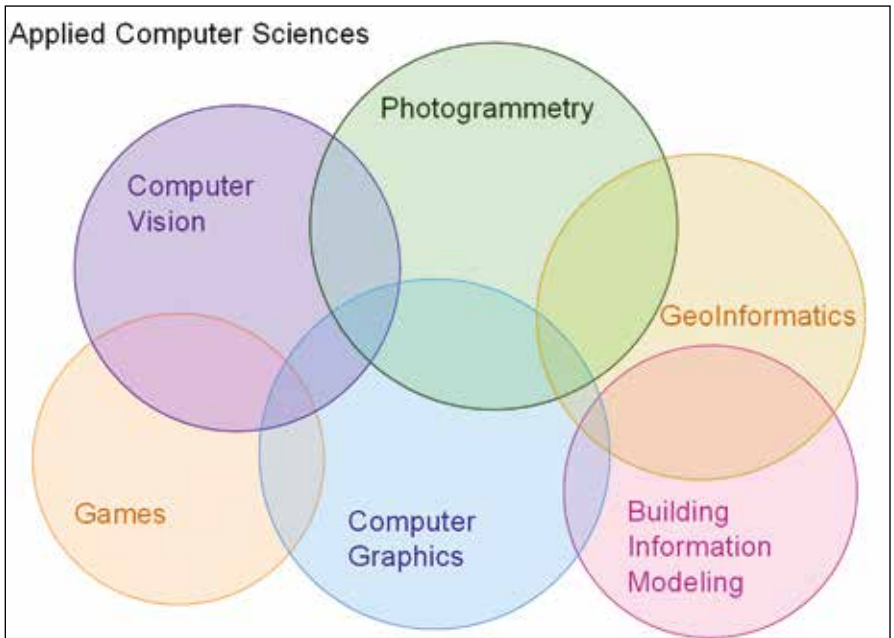 Applied Computer Sciences
Photogrammetry
Computer
Vision
GeoInformatics
Games
Computer
Graphics
Building
Information
Modeling